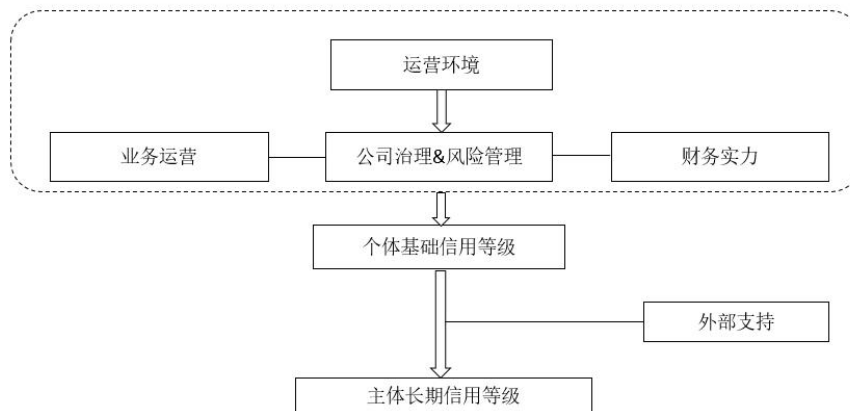 运营环境
业务运营
公司治理&风险管理
财务实力
个体基础信用等级
外部支持
主体长期信用等级